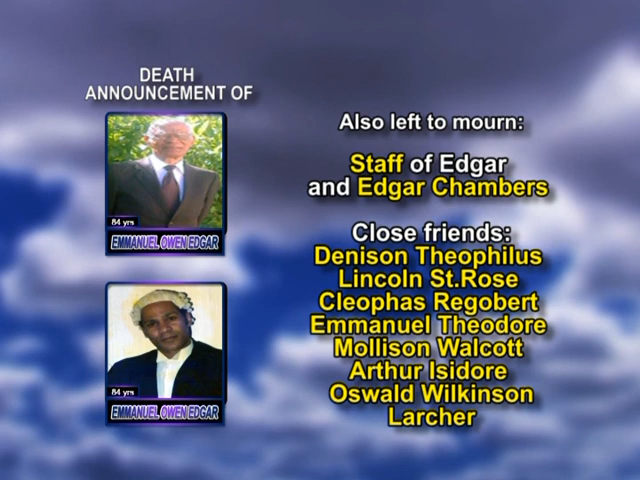 DEATH
ANNOUNCEMENT OF
84 yrs
EMMANUEL OWEN EDGAR
84 yrs
EMMANUEL OWEN EDGAR
Also left to mourn:
Staff of Edgar
and Edgar Chambers
Close friends:
Denison Theophilus
Lincoln St.Rose
Cleophas Regobert
Emmanuel Theodore
Mollison Walcott
Arthur Isidore
Oswald Wilkinson
Larcher